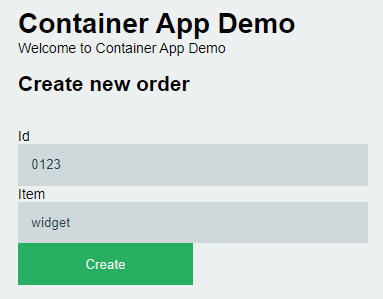 Container App Demo
Welcome to Container App Demo
Create new order
Id
0123
Item
widget
Create